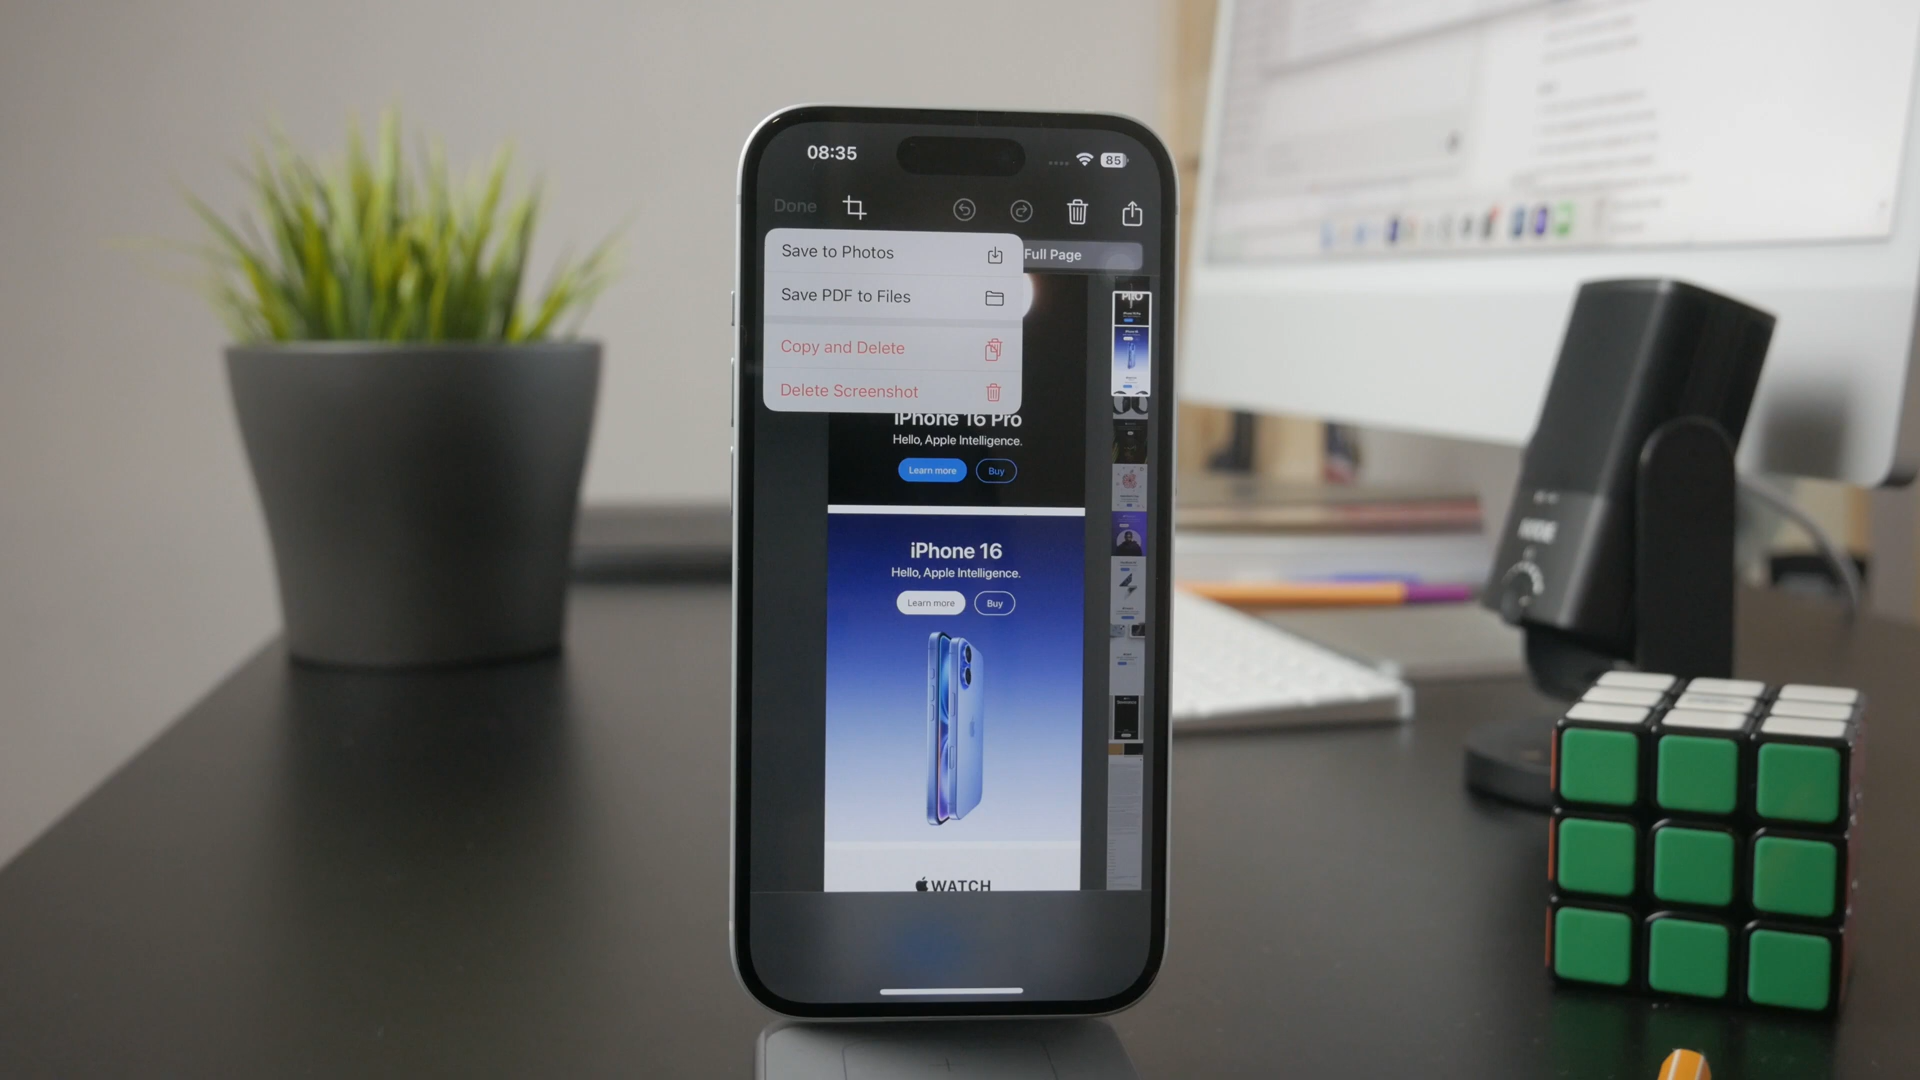 08:35
85
Done
Save to Photos
Full Page
Save PDF to Files
Copy and Delete
Delete Screenshot
iPhone 16 Pro
Hello, Apple Intelligence.
Learn more
Buy
iPhone 16
Hello, Apple Intelligence.
Learn more
Buy
WATCH